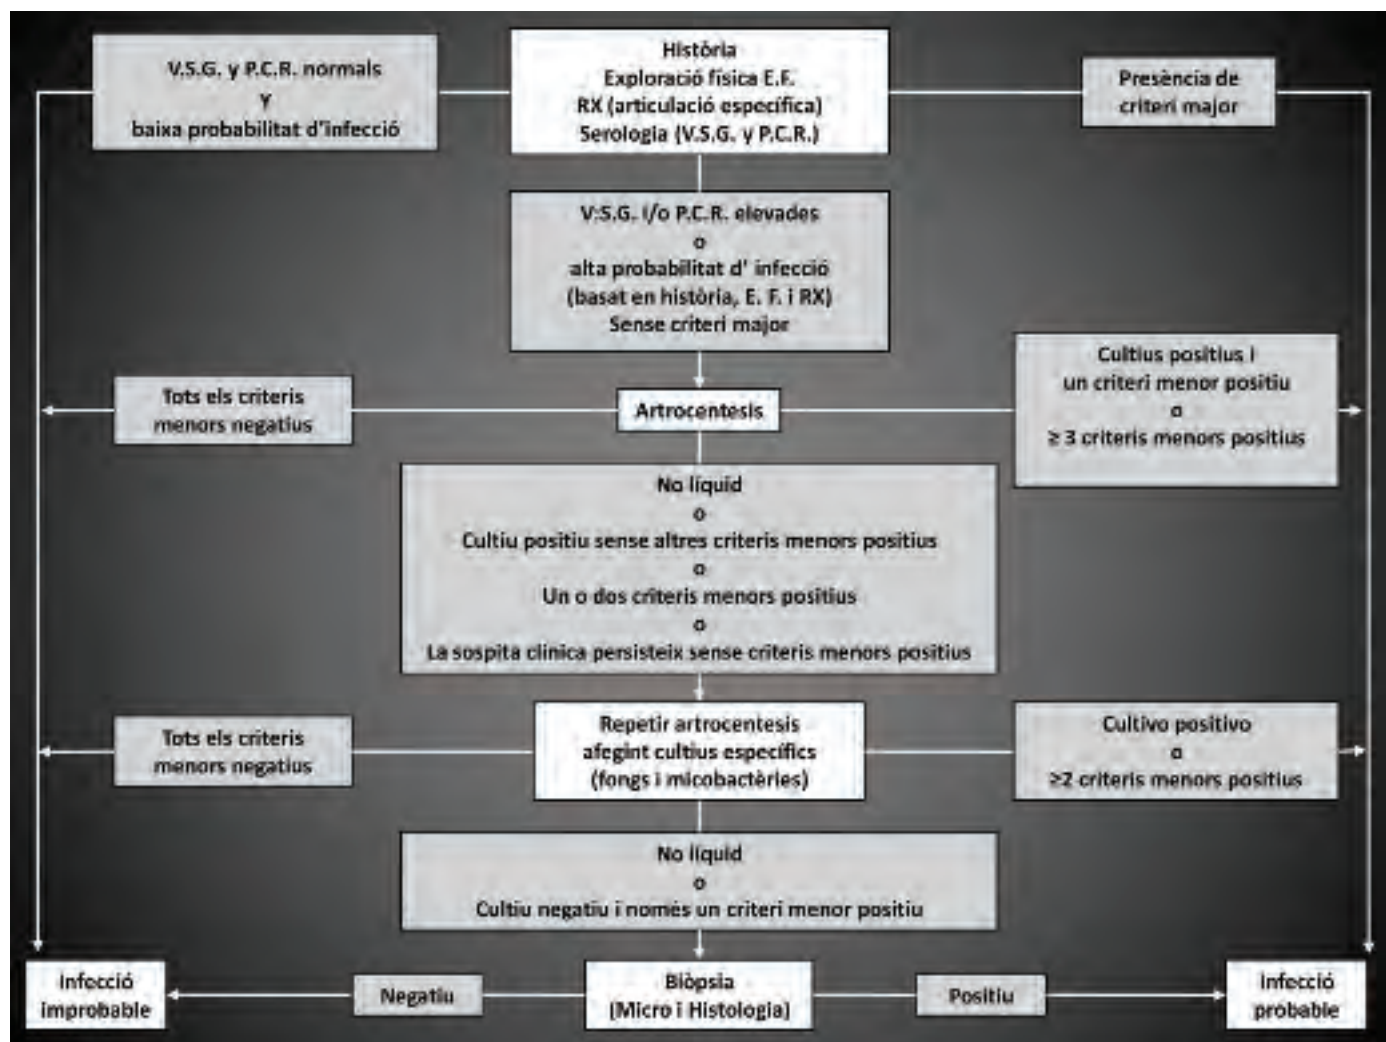 V.S.G. y P.C.R. normals
y
baixa probabilitat d'infecció
Història
Exploració física E.F.
RX (articulació específica)
Serologia (V.S.G. y P.C.R.)
Presència de
criteri major
V:S.G. i/o P.C.R. elevades
o
alta probabilitat d' infecció
(basat en història, E. F. i RX)
Sense criteri major
Tots els criteris
menors negatius
Artrocentesis
Cultius positius i
un criteri menor positiu
o
≥ 3 criteris menors positius
No líquid
o
Cultiu positiu sense altres criteris menors positius
o
Un o dos criteris menors positius
o
La sospita clínica persisteix sense criteris menors positius
Tots els criteris
menors negatius
Repetir artrocentesis
afegint cultius específics
(fongs i micobactèries)
Cultivo positivo
o
≥2 criteris menors positius
No líquid
o
Cultiu negatiu i només un criteri menor positiu
Infecció
improbable
Negatiu
Biòpsia
(Micro i Histologia)
Positiu
Infecció
probable